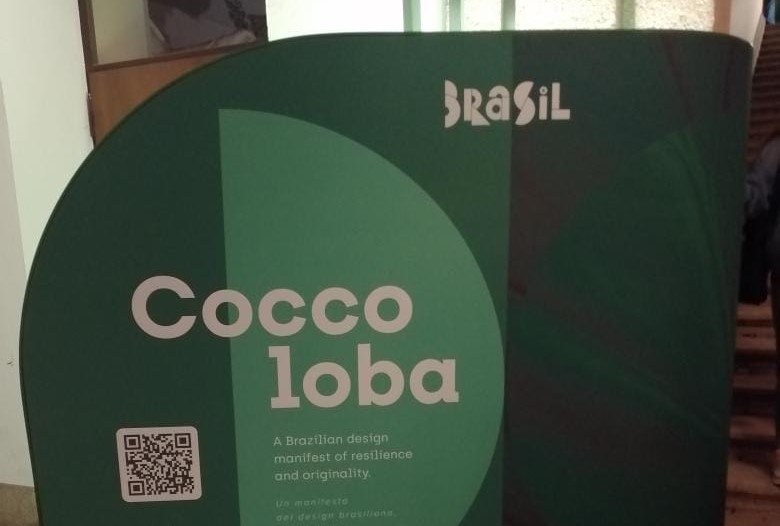 BRaSiL
Cocco
loba
A Brazilian design
manifest of resilience
and originality.
Un manifesto
del design brasiliano,